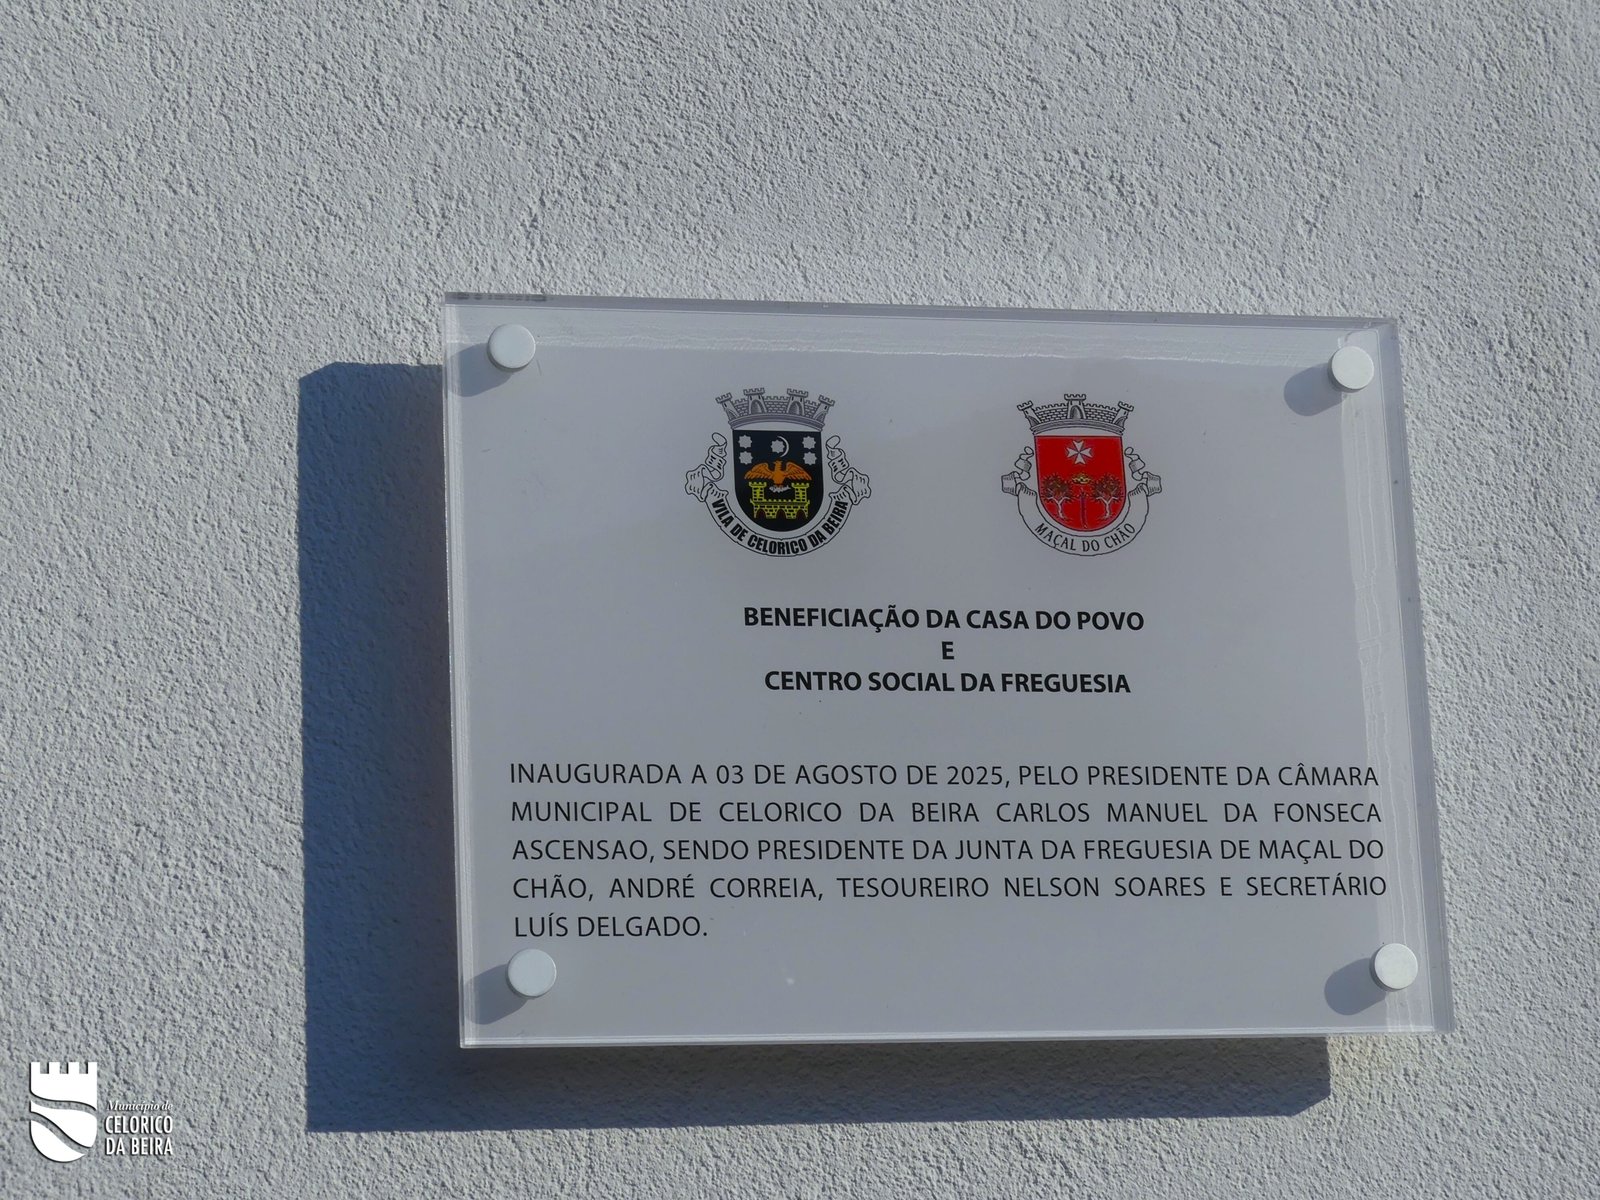 VILA DE CELORICO DA BEIRA
MAÇAL DO CHÃO
BENEFICIAÇÃO DA CASA DO POVO
E
CENTRO SOCIAL DA FREGUESIA
INAUGURADA A 03 DE AGOSTO DE 2025, PELO PRESIDENTE DA CÂMARA
MUNICIPAL DE CELORICO DA BEIRA CARLOS MANUEL DA FONSECA
ASCENSAO, SENDO PRESIDENTE DA JUNTA DA FREGUESIA DE MAÇAL DO
CHÃO, ANDRÉ CORREIA, TESOUREIRO NELSON SOARES E SECRETÁRIO
LUÍS DELGADO.
Município de
CELORICO
DA BEIRA